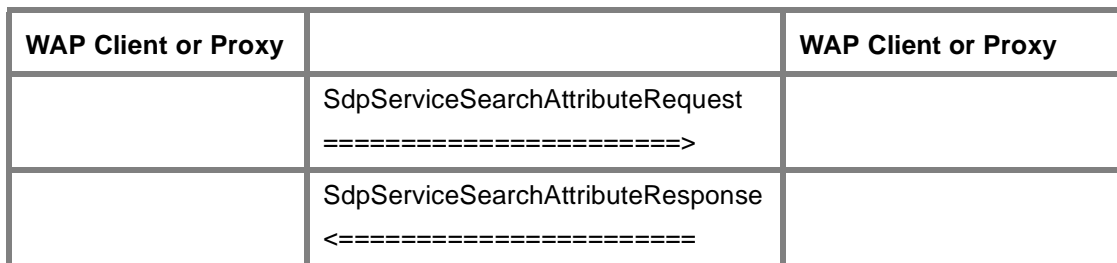 WAP Client or Proxy WAP Client or Proxy
SdpServiceSearchAttributeRequest
=======================>
SdpServiceSearchAttributeResponse
<=======================